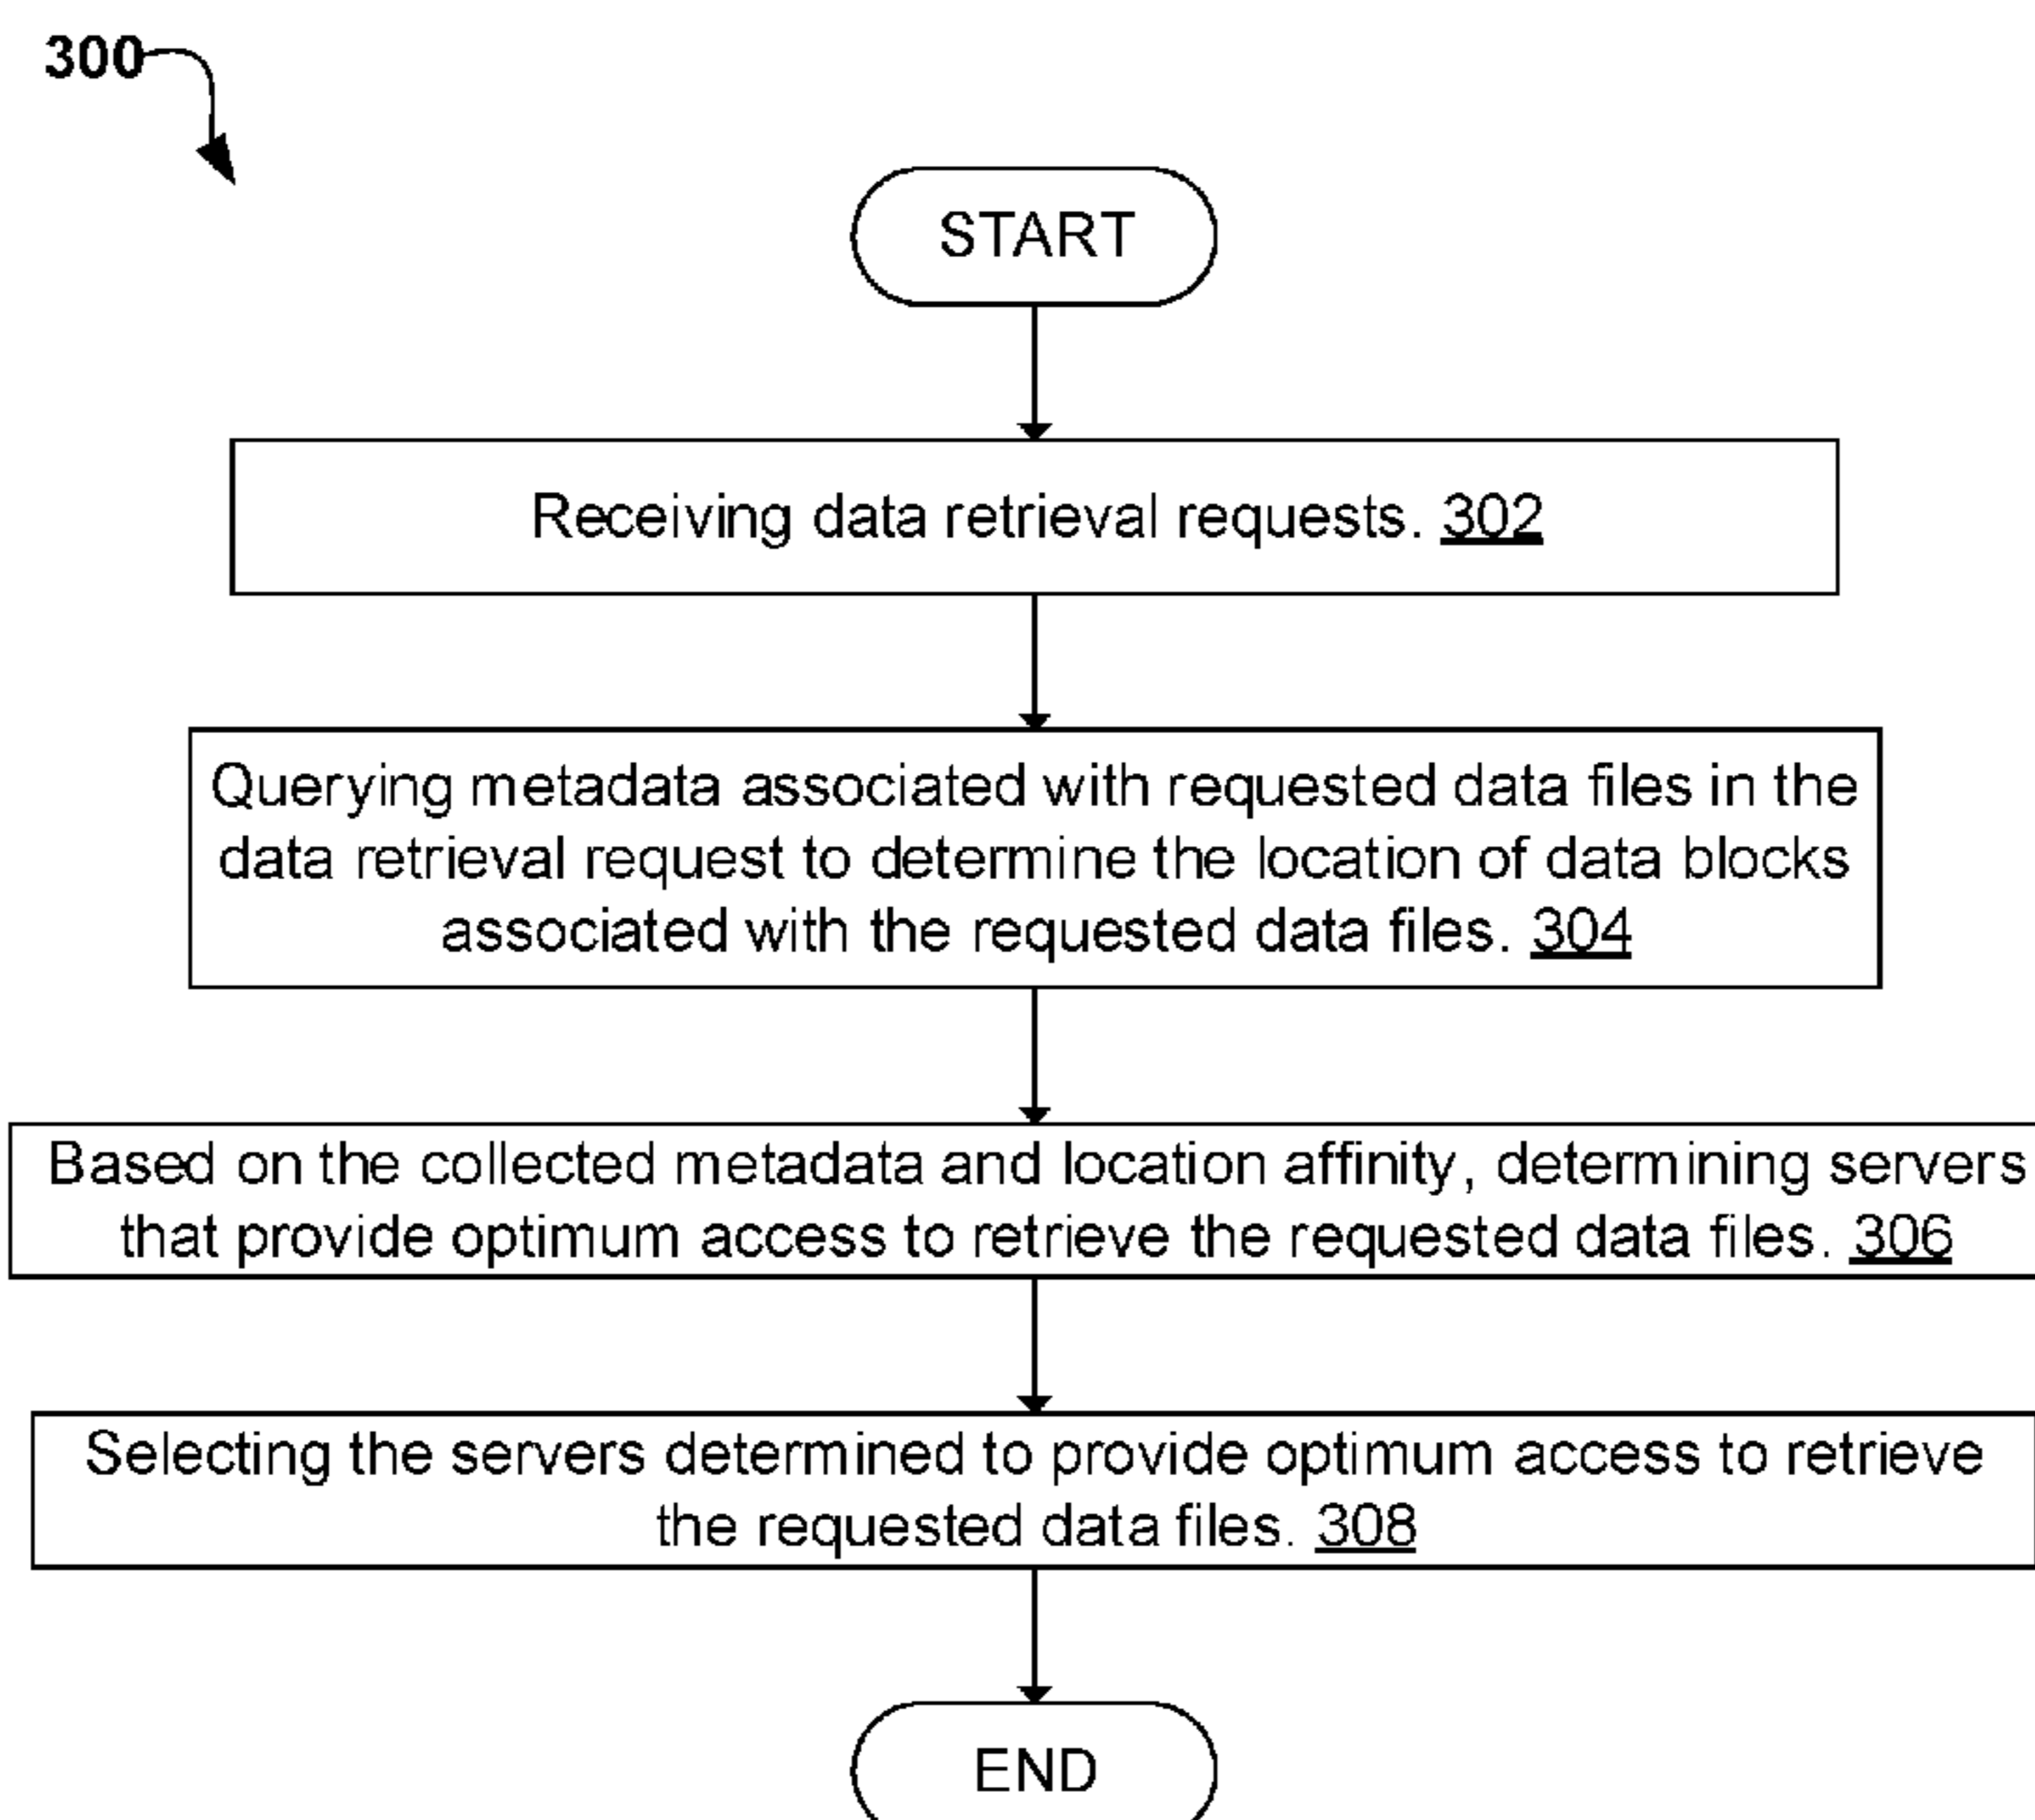 300
START
Receiving data retrieval requests. 302
Querying metadata associated with requested data files in the
data retrieval request to determine the location of data blocks
associated with the requested data files. 304
Based on the collected metadata and location affinity, determining servers
that provide optimum access to retrieve the requested data files. 306
Selecting the servers determined to provide optimum access to retrieve
the requested data files. 308
END